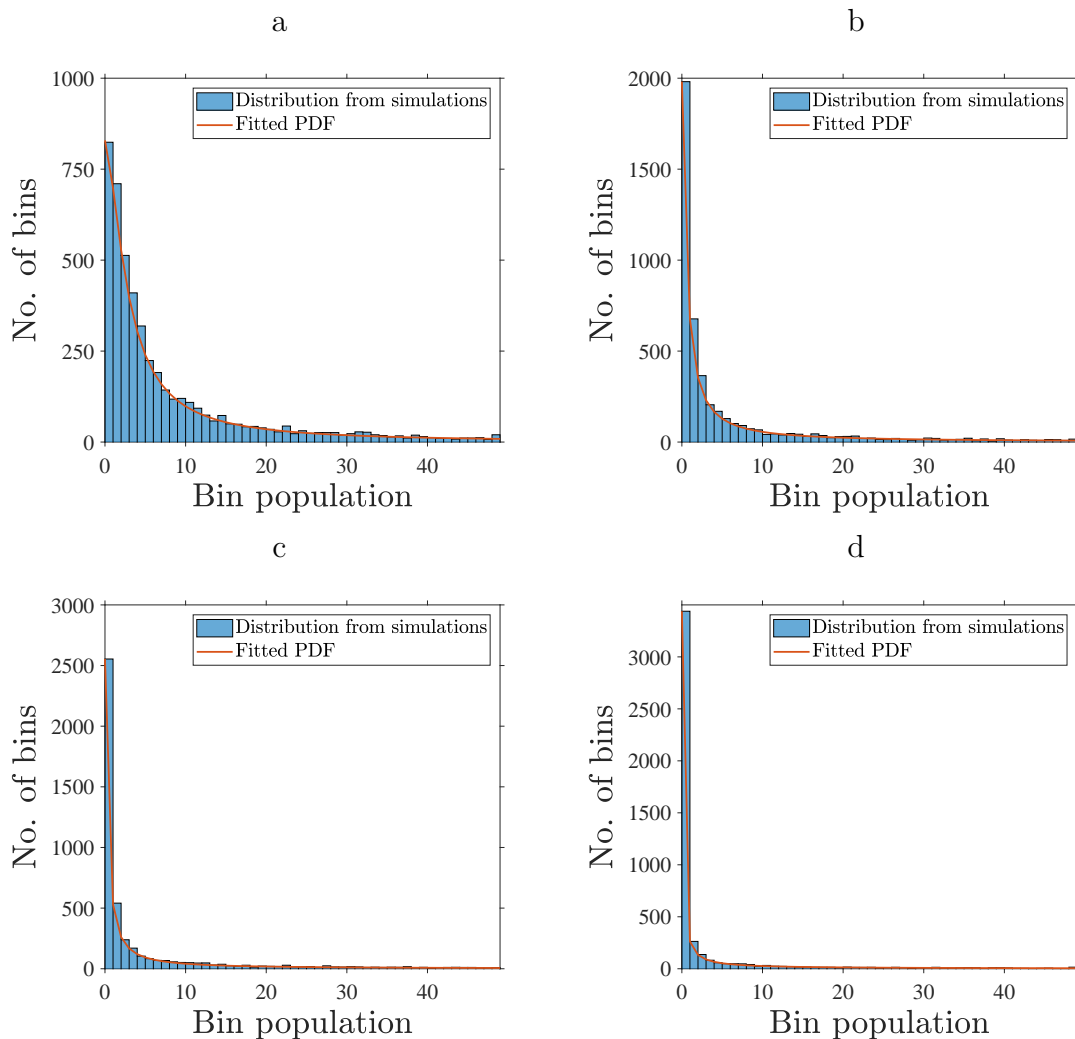 a
1000
750
500
250
0
No. of bins
Distribution from simulations
Fitted PDF
0 10 20 30 40
Bin population
b
2000
1500
1000
500
0
No. of bins
Distribution from simulations
Fitted PDF
0 10 20 30 40
Bin population
c
3000
2500
2000
1500
1000
500
0
No. of bins
Distribution from simulations
Fitted PDF
0 10 20 30 40
Bin population
d
3000
2500
2000
1500
1000
500
0
No. of bins
Distribution from simulations
Fitted PDF
0 10 20 30 40
Bin population